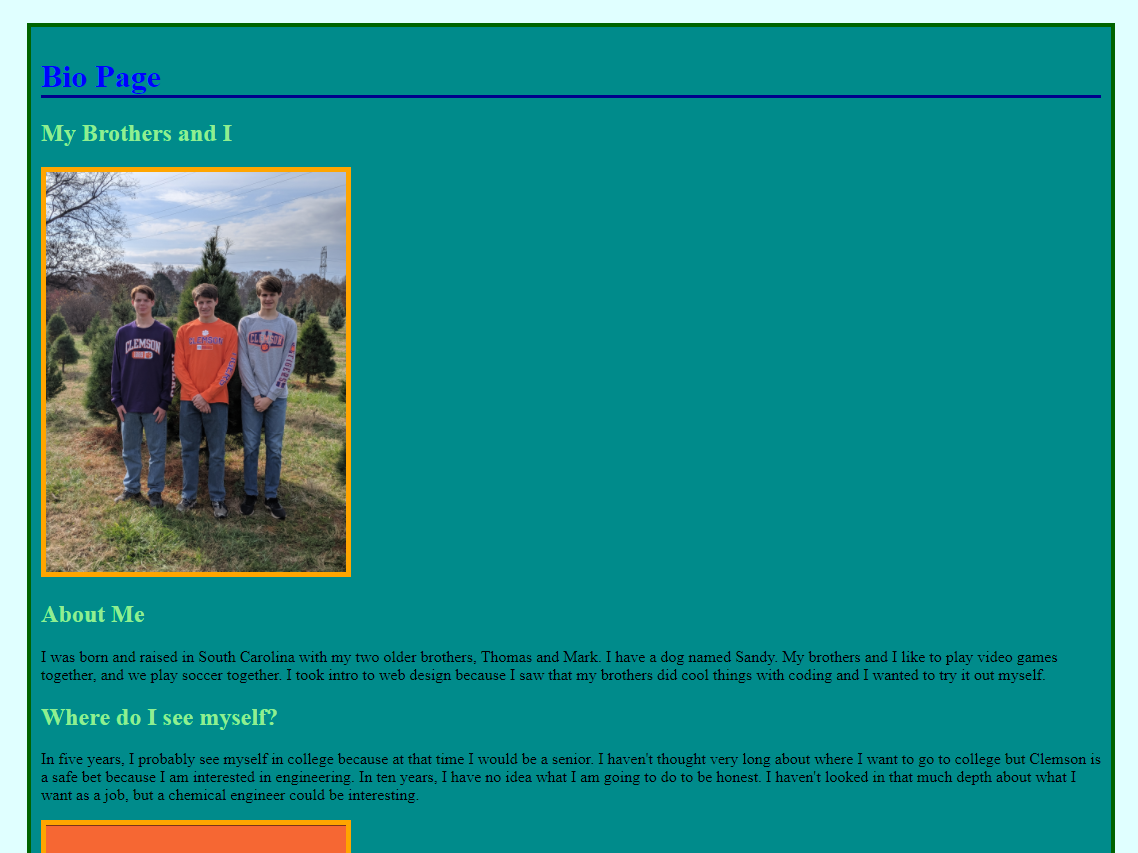 Bio Page
My Brothers and I
CLEMSON
CLEMSON
CLEMSON
TIGERS
About Me
I was born and raised in South Carolina with my two older brothers, Thomas and Mark. I have a dog named Sandy. My brothers and I like to play video games
together, and we play soccer together. I took intro to web design because I saw that my brothers did cool things with coding and I wanted to try it out myself.
Where do I see myself?
In five years, I probably see myself in college because at that time I would be a senior. I haven't thought very long about where I want to go to college but Clemson is
a safe bet because I am interested in engineering. In ten years, I have no idea what I am going to do to be honest. I haven't looked in that much depth about what I
want as a job, but a chemical engineer could be interesting.